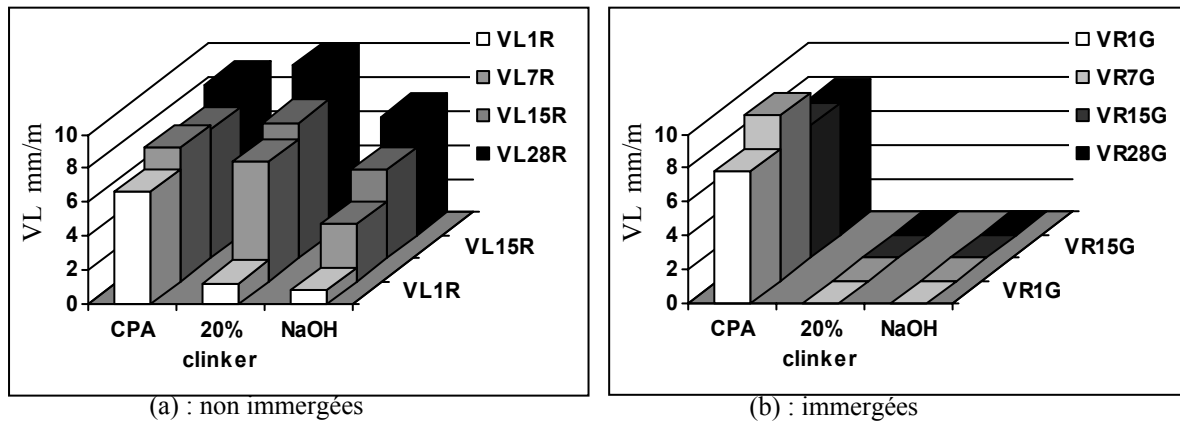 VL1R
VL7R
VL15R
VL28R
VL mm/m
10
8
6
4
2
0
CPA
20%
clinker
NaOH
VL1R
VL15R
(a) : non immergées
VR1G
VR7G
VR15G
VR28G
VL mm/m
10
8
6
4
2
0
CPA
20%
clinker
NaOH
VR1G
VR15G
(b) : immergées